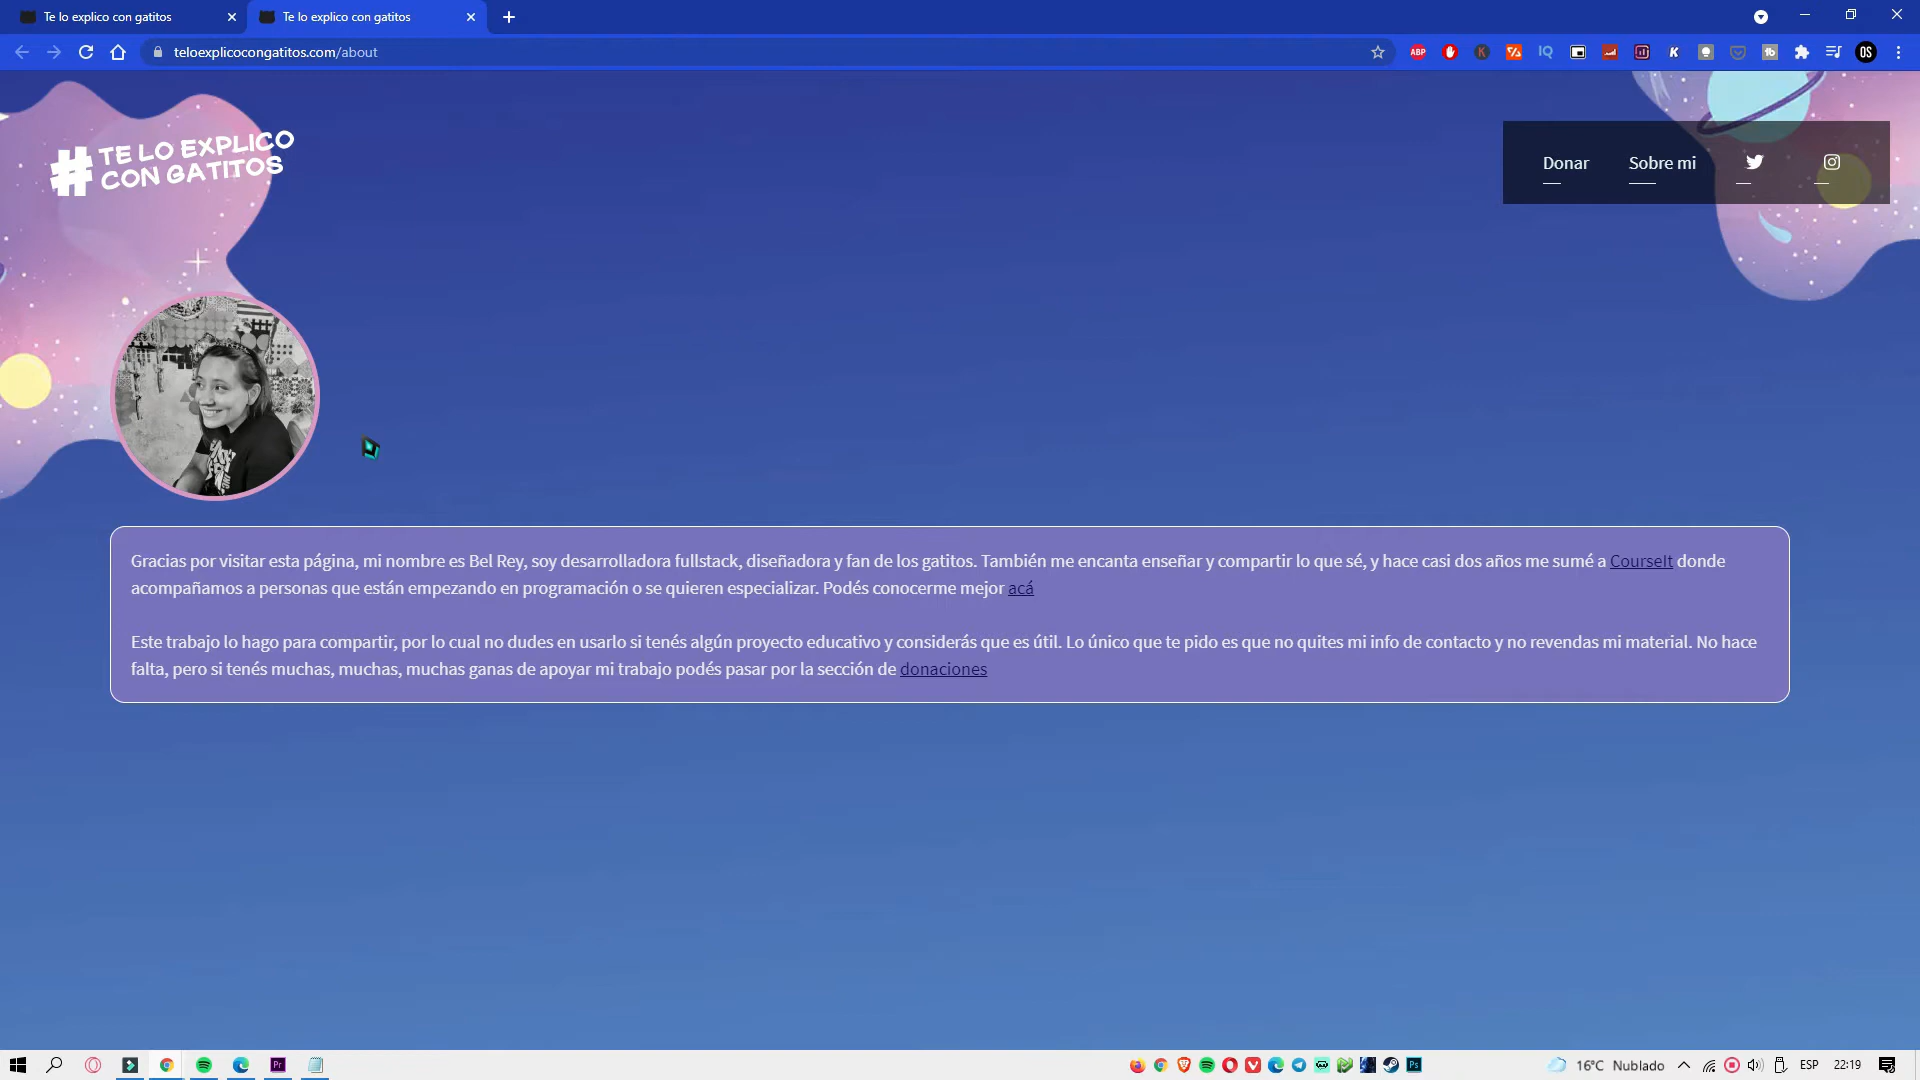 Te lo explico con gatitos
Te lo explico con gatitos
teloexplicocongatitos.com/about
ABP
K
IQ
K
tb
OS
# TE LO EXPLICO
CON GATITOS
Donar
Sobre mi
Gracias por visitar esta página, mi nombre es Bel Rey, soy desarrolladora fullstack, diseñadora y fan de los gatitos. También me encanta enseñar y compartir lo que sé, y hace casi dos años me sumé a CourseIt donde
acompañamos a personas que están empezando en programación o se quieren especializar. Podés conocerme mejor acá
Este trabajo lo hago para compartir, por lo cual no dudes en usarlo si tenés algún proyecto educativo y considerás que es útil. Lo único que te pido es que no quites mi info de contacto y no revendas mi material. No hace
falta, pero si tenés muchas, muchas, muchas ganas de apoyar mi trabajo podés pasar por la sección de donaciones
Pr
Ps
16°C Nublado
ESP
22:19